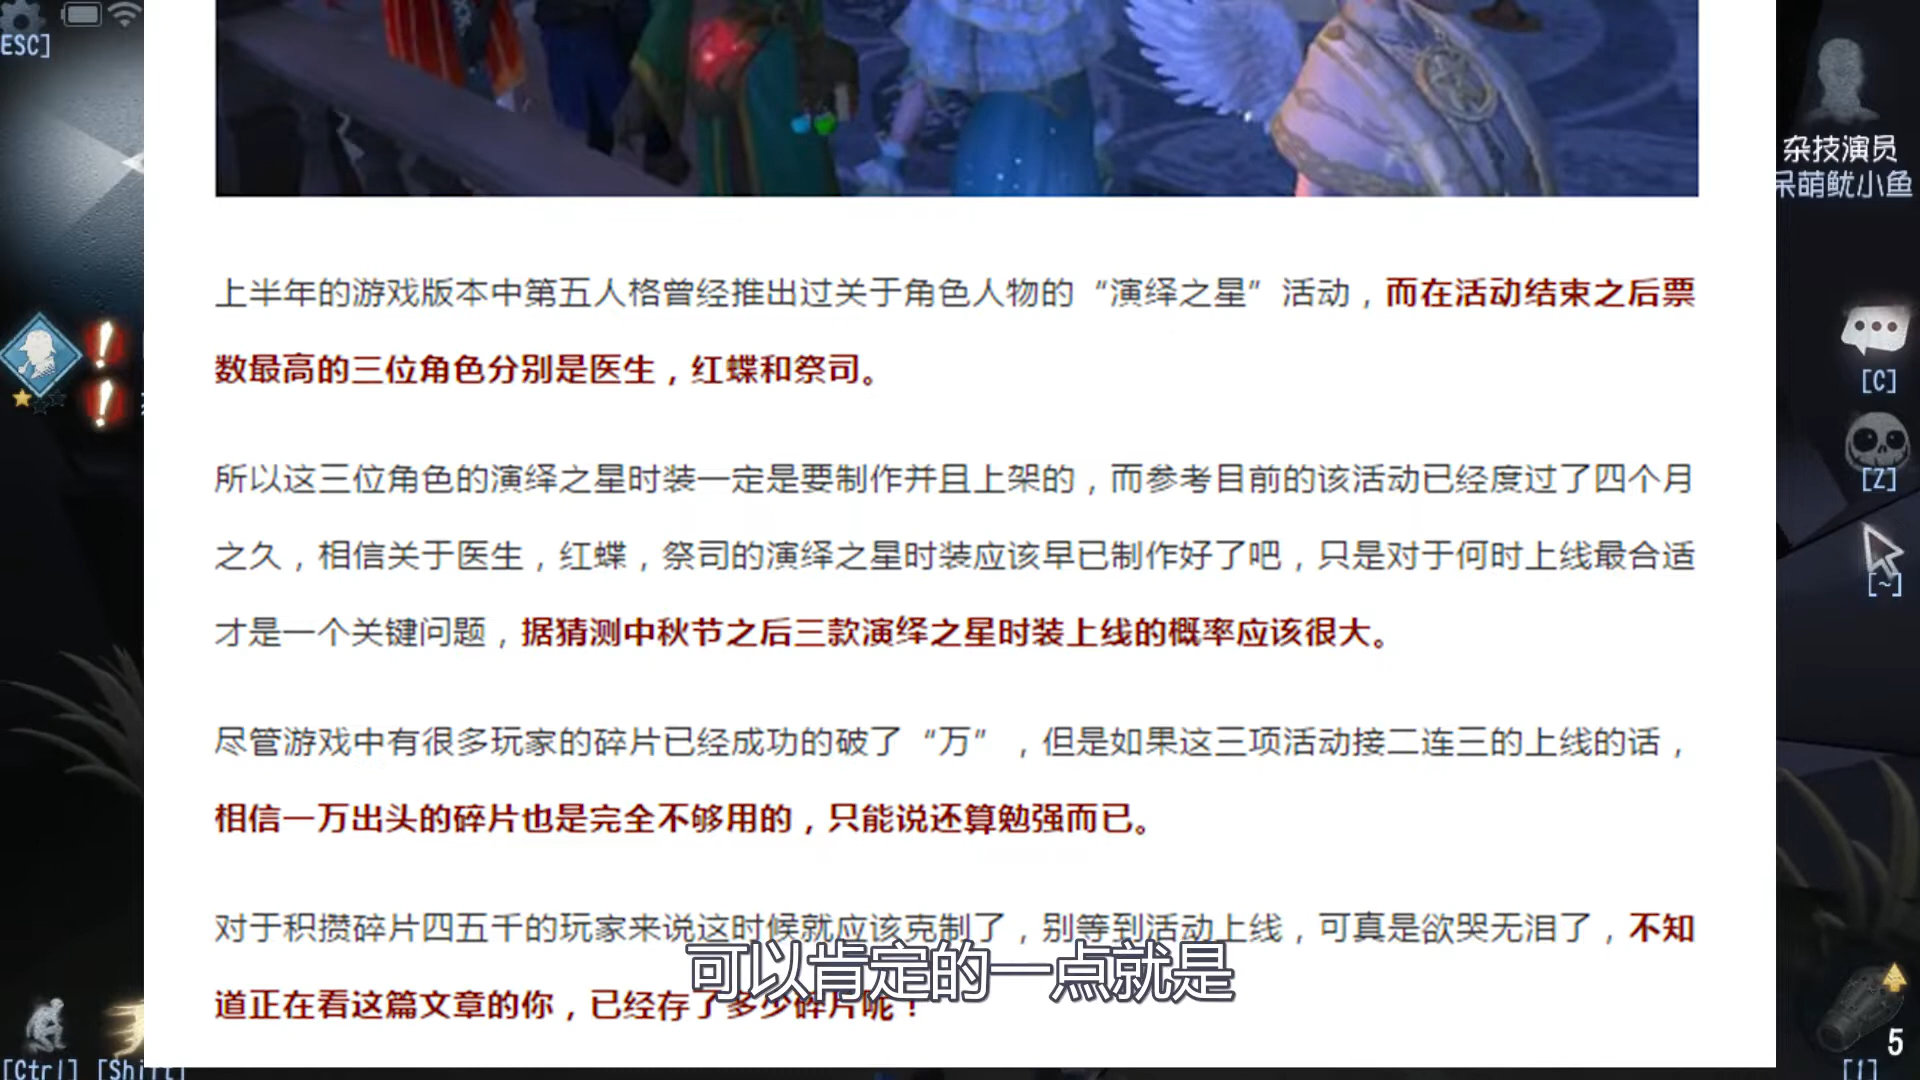 ESC]
杂技演员
呆萌鱿小鱼
上半年的游戏版本中第五人格曾经推出过关于角色人物的“演绎之星”活动，而在活动结束之后票
数最高的三位角色分别是医生，红蝶和祭司。
所以这三位角色的演绎之星时装一定是要制作并且上架的，而参考目前的该活动已经度过了四个月
之久，相信关于医生，红蝶，祭司的演绎之星时装应该早已制作好了吧，只是对于何时上线最合适
才是一个关键问题，据猜测中秋节之后三款演绎之星时装上线的概率应该很大。
尽管游戏中有很多玩家的碎片已经成功的破了“万”，但是如果这三项活动接二连三的上线的话，
相信一万出头的碎片也是完全不够用的，只能说还算勉强而已。
对于积攒碎片四五千的玩家来说这时候就应该克制了，别等到活动上线，可真是欲哭无泪了，不知
道正在看这篇文章的你，已经存了多少碎片呢！
可以肯定的一点就是
[C]
[Z]
[~]
5
[Ctrl] [Shift]
[1]